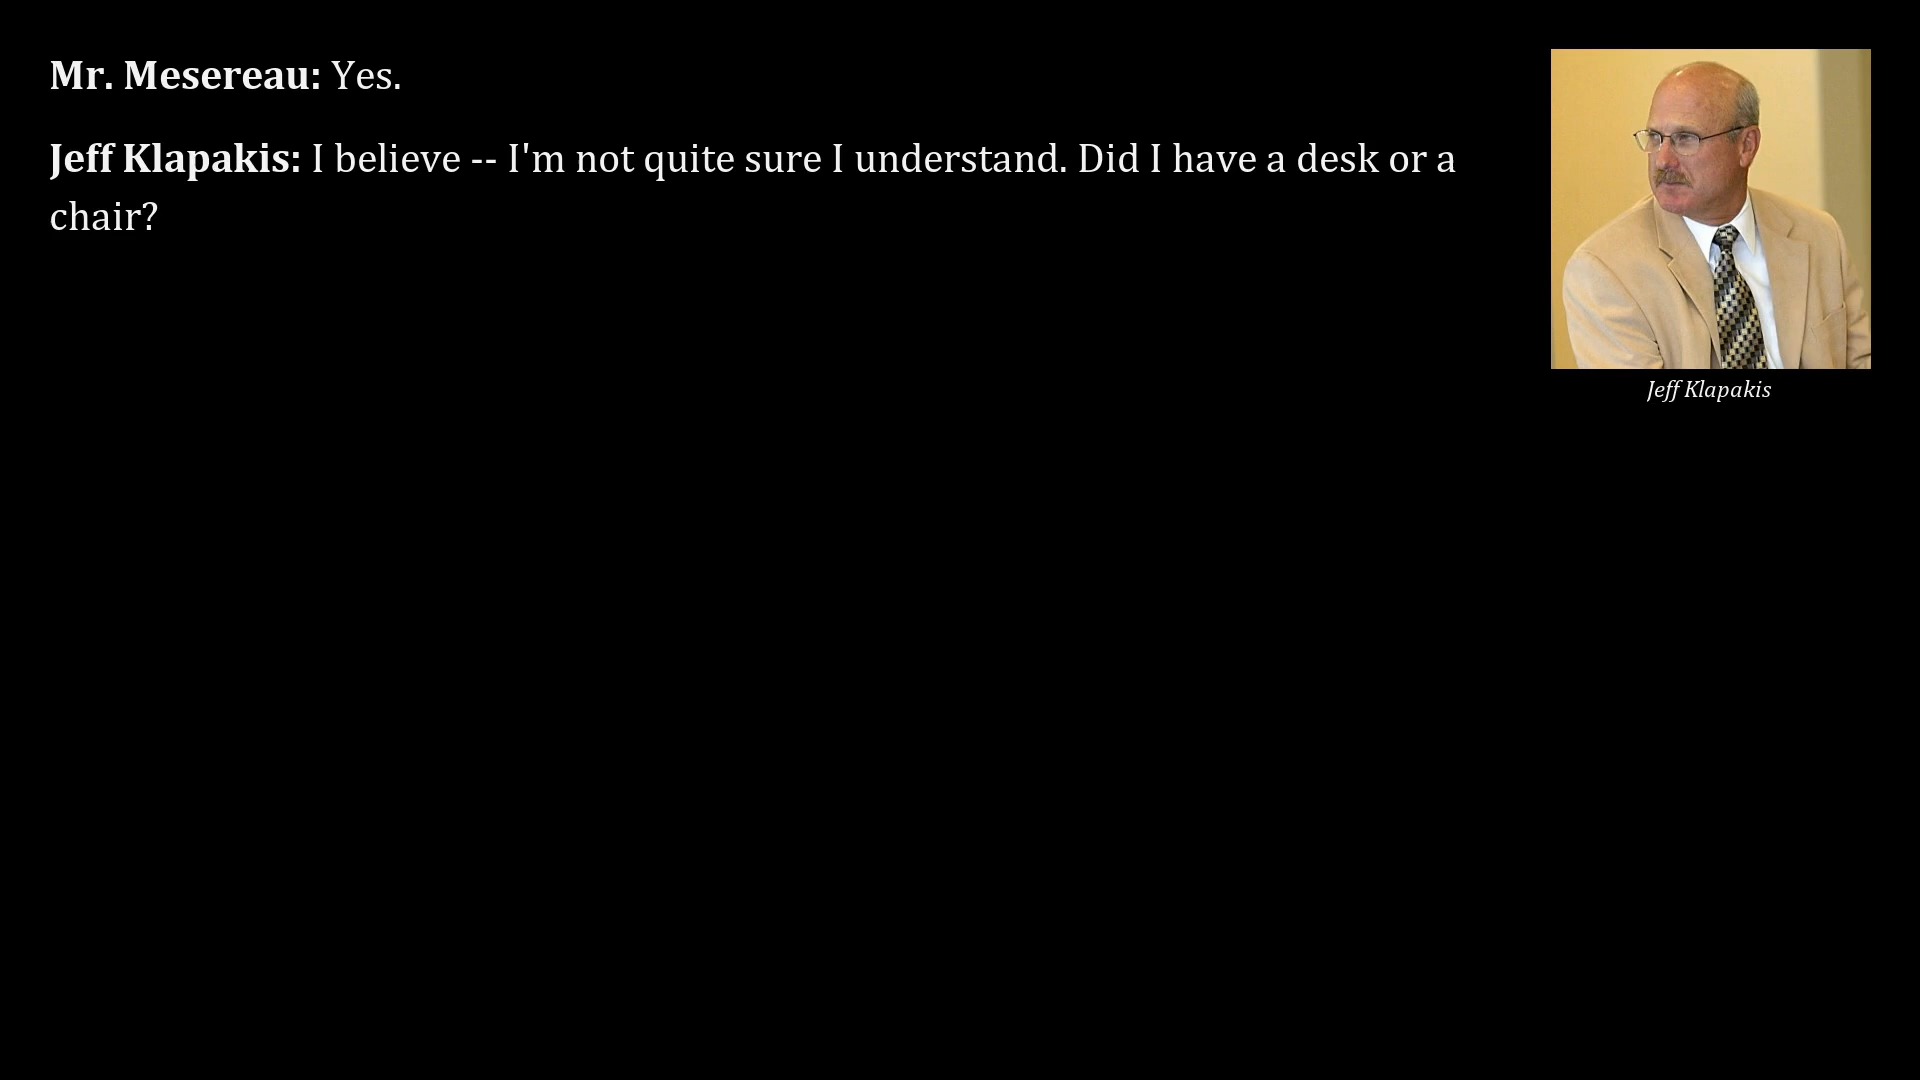 Mr. Mesereau: Yes.
Jeff Klapakis: I believe -- I'm not quite sure I understand. Did I have a desk or a
chair?
Jeff Klapakis